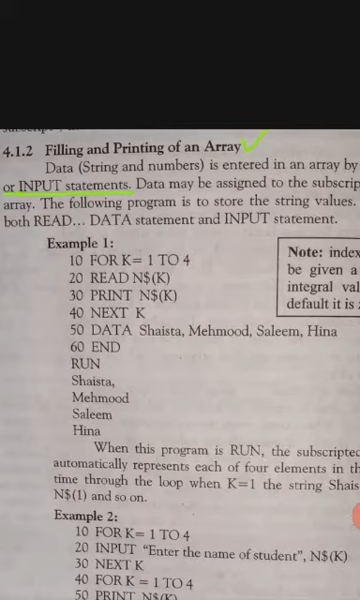 4.1.2 Filling and Printing of an Array
Data (String and numbers) is entered in an array by
or INPUT statements. Data may be assigned to the subscrip
array. The following program is to store the string values.
both READ... DATA statement and INPUT statement.
Example 1:
10 FOR K= 1 TO 4
20 READ N$(K)
30 PRINT N$(K)
40 NEXT K
50 DATA Shaista, Mehmood, Saleem, Hina
60 END
RUN
Shaista,
Mehmood
Saleem
Hina
Note: index
be given a
integral val
default it is
When this program is RUN, the subscripted
automatically represents each of four elements in th
time through the loop when K=1 the string Shais
N$(1) and so on.
Example 2:
10 FOR K= 1 TO 4
20 INPUT "Enter the name of student", N$(K)
30 NEXT K
40 FOR K = 1 TO 4
50 PRINT N$(K)